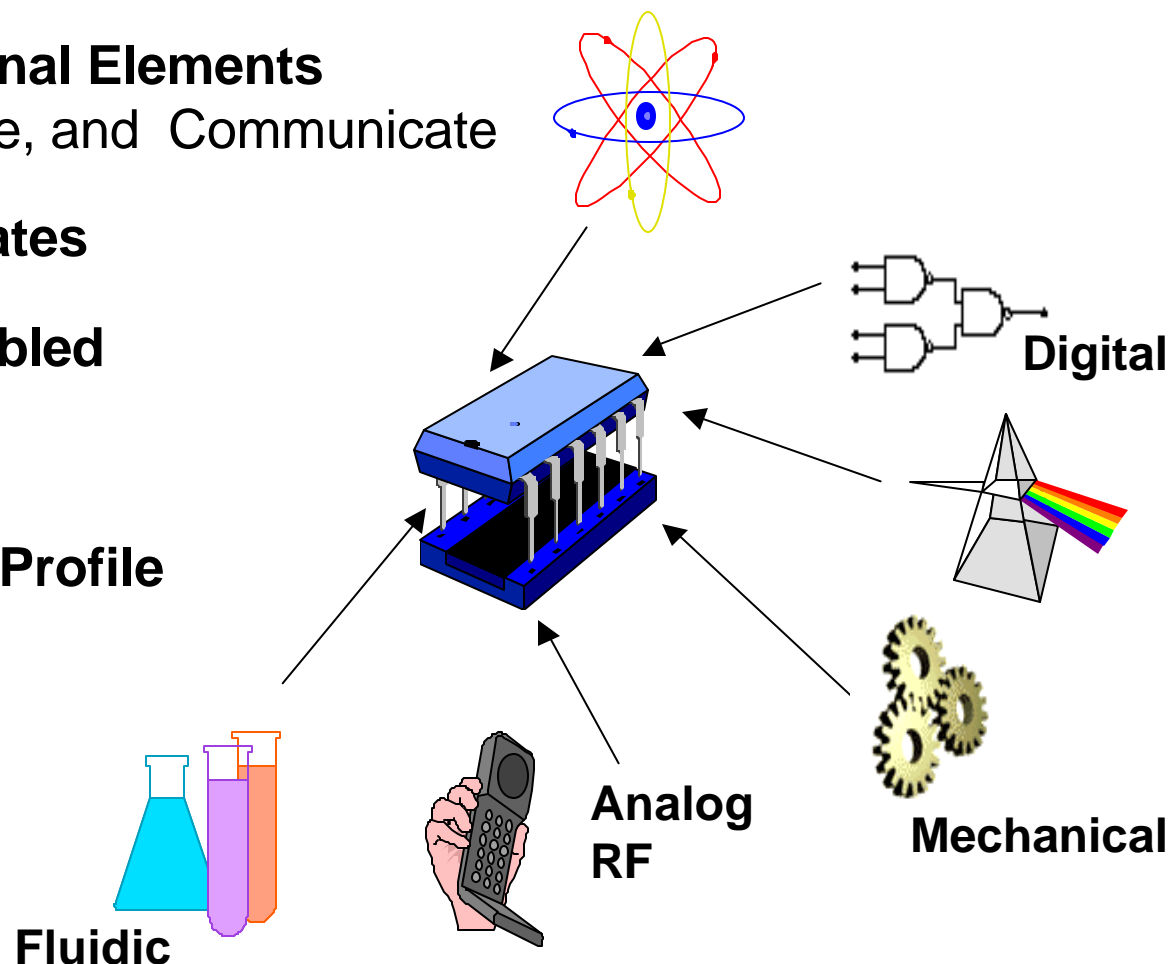 nal Elements
e, and Communicate
ates
bled
Digital
Profile
Analog
RF
Mechanical
Fluidic